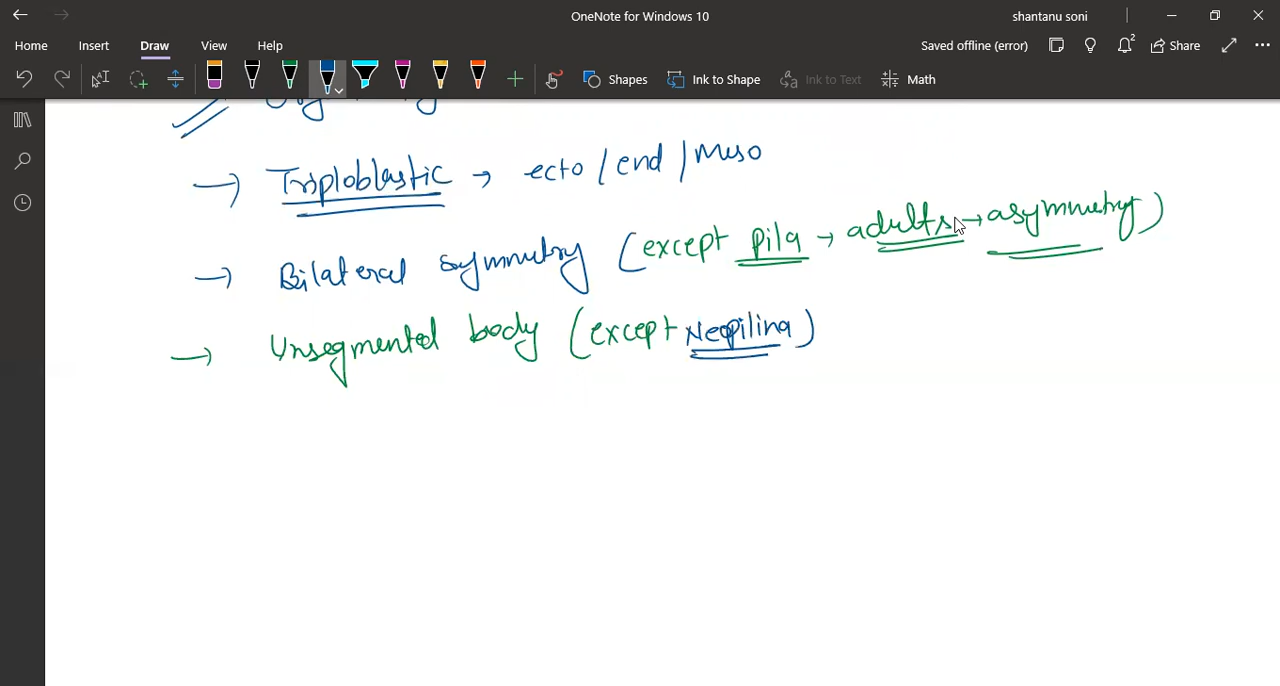 OneNote for Windows 10
shantanu soni
Home Insert Draw View Help
Saved offline (error)
Share
Shapes Ink to Shape Ink to Text Math
→ Triploblastic → ecto / end / Meso
→ Bilateral symmetry (except pila → adults → asymmetry)
→ Unsegmented body (except Neopilina)